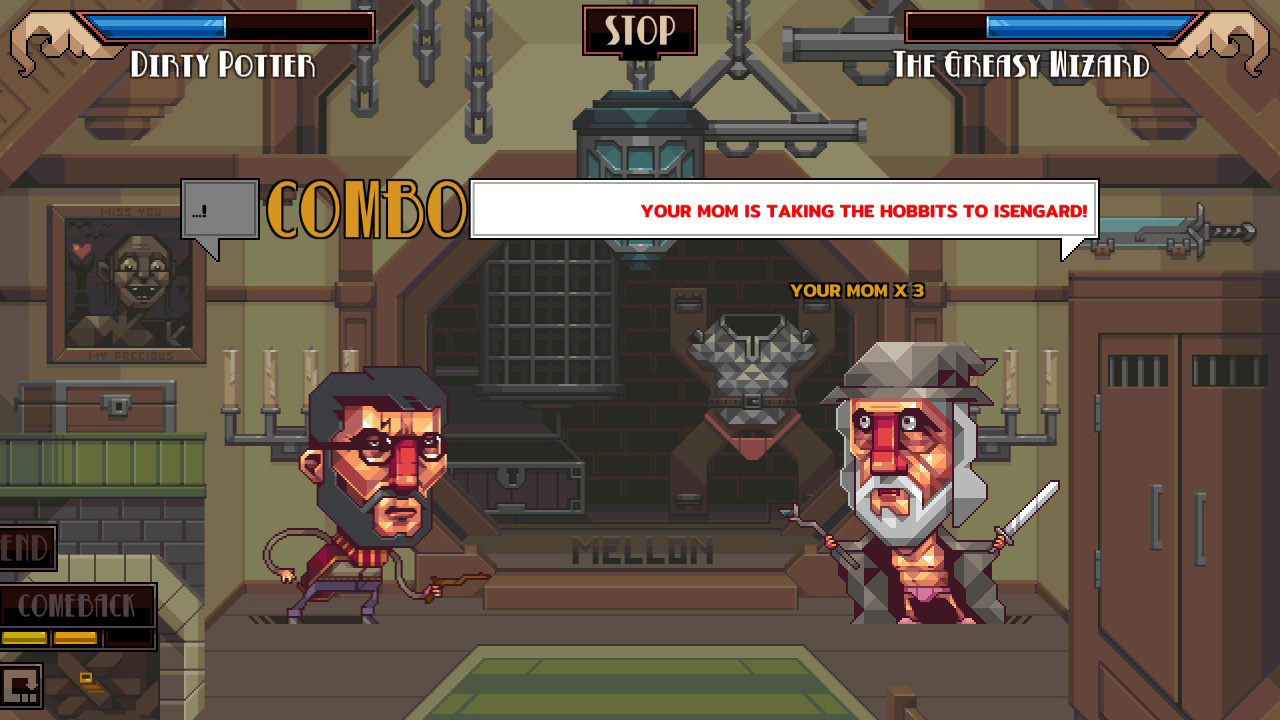 STOP
DIRTY POTTER
THE GREASY WIZARD
...!
COMBO
YOUR MOM IS TAKING THE HOBBITS TO ISENGARD!
MISS YOU
MY PRECIOUS
YOUR MOM X 3
MELLON
END
COMEBACK